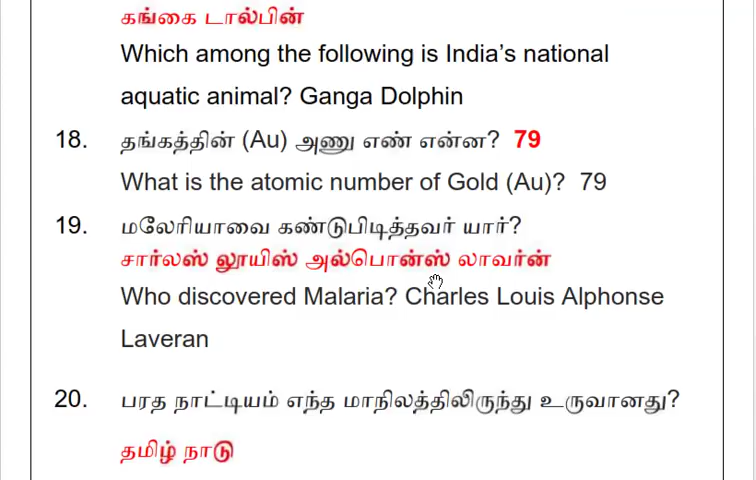 கங்கை டால்பின்
Which among the following is India’s national
aquatic animal? Ganga Dolphin
18. தங்கத்தின் (Au) அணு எண் என்ன? 79
What is the atomic number of Gold (Au)? 79
19. மலேரியாவை கண்டுபிடித்தவர் யார்?
சார்லஸ் லூயிஸ் அல்பொன்ஸ் லாவர்ன்
Who discovered Malaria? Charles Louis Alphonse
Laveran
20. பரத நாட்டியம் எந்த மாநிலத்திலிருந்து உருவானது?
தமிழ் நாடு